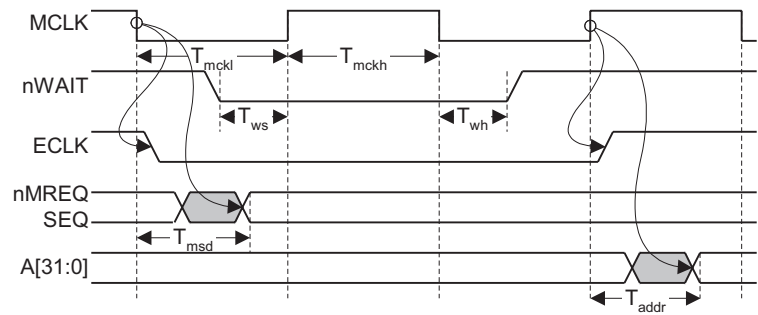 MCLK
T_mckl T_mckh
nWAIT
T_ws T_wh
ECLK
nMREQ
SEQ
T_msd
A[31:0]
T_addr